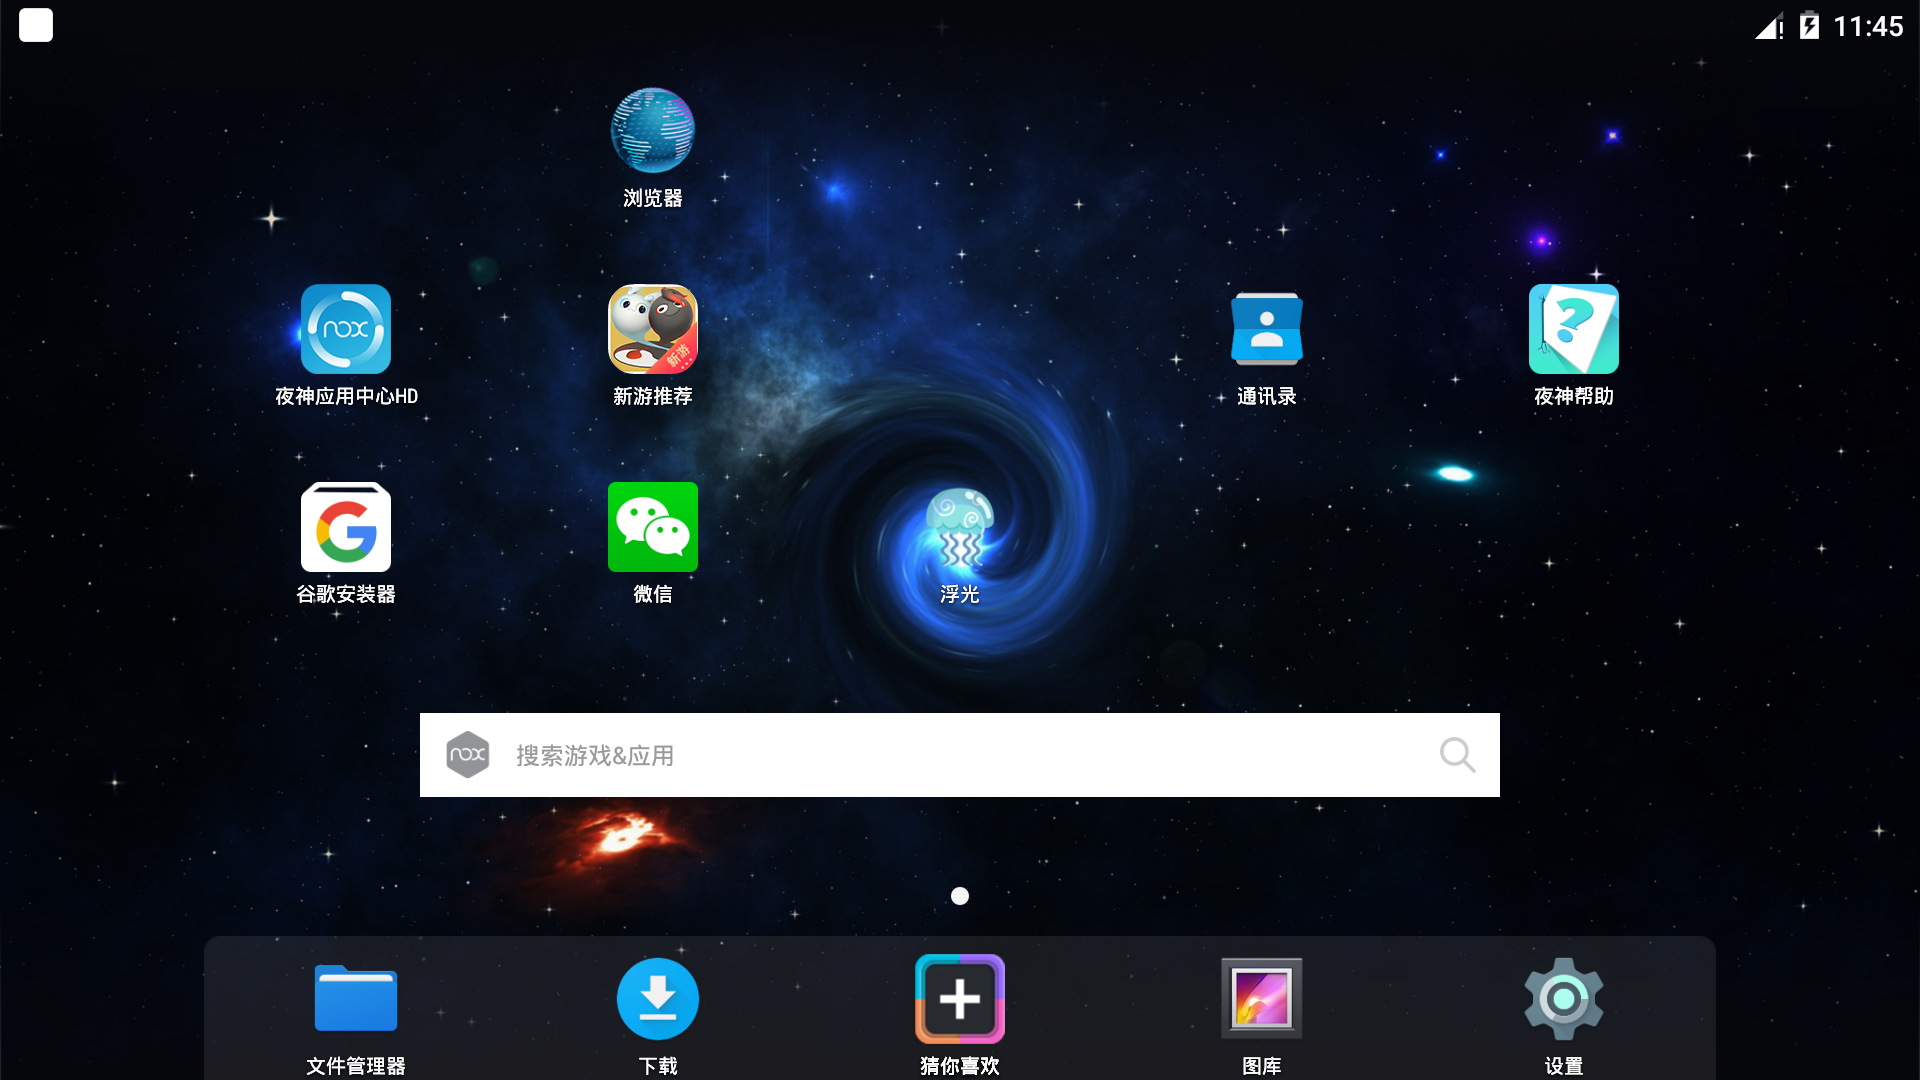 11:45
浏览器
nox
夜神应用中心HD
新游
新游推荐
通讯录
?
夜神帮助
G
谷歌安装器
微信
浮光
nox
搜索游戏&应用
文件管理器
下载
猜你喜欢
图库
设置